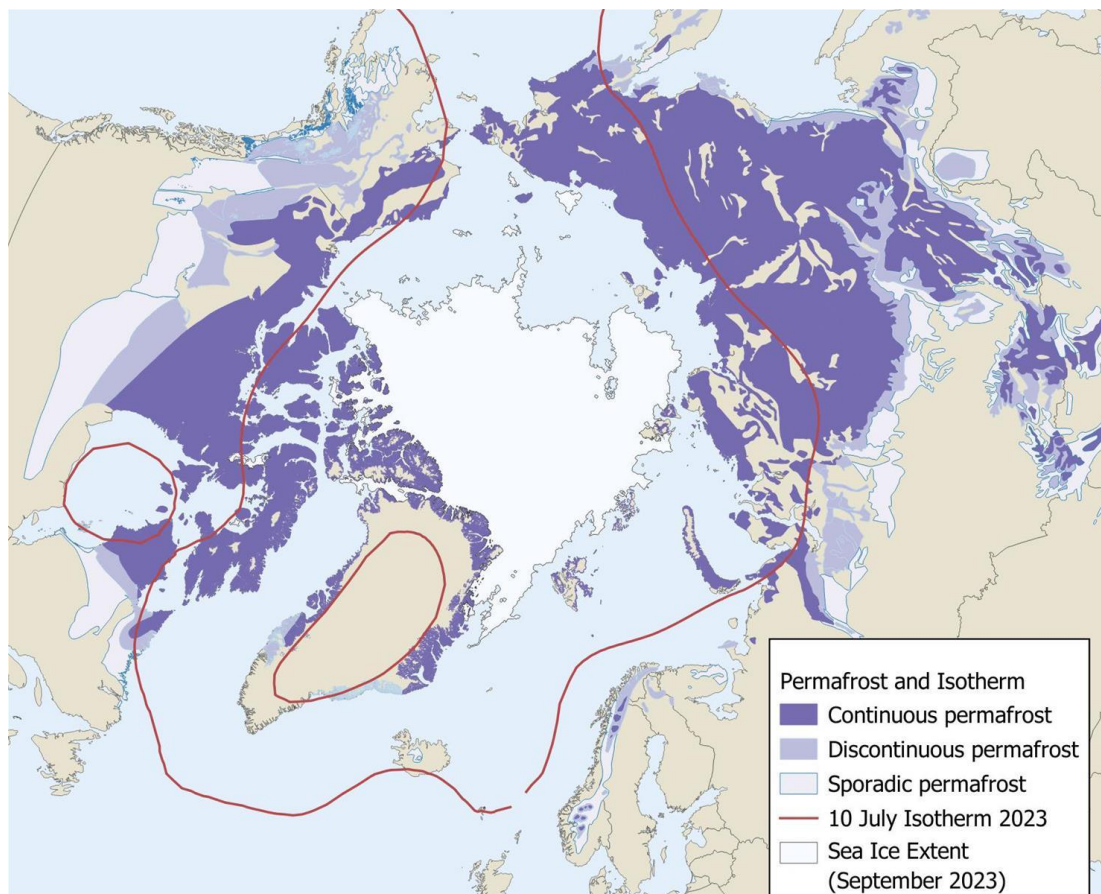 Permafrost and Isotherm
Continuous permafrost
Discontinuous permafrost
Sporadic permafrost
10 July Isotherm 2023
Sea Ice Extent
(September 2023)